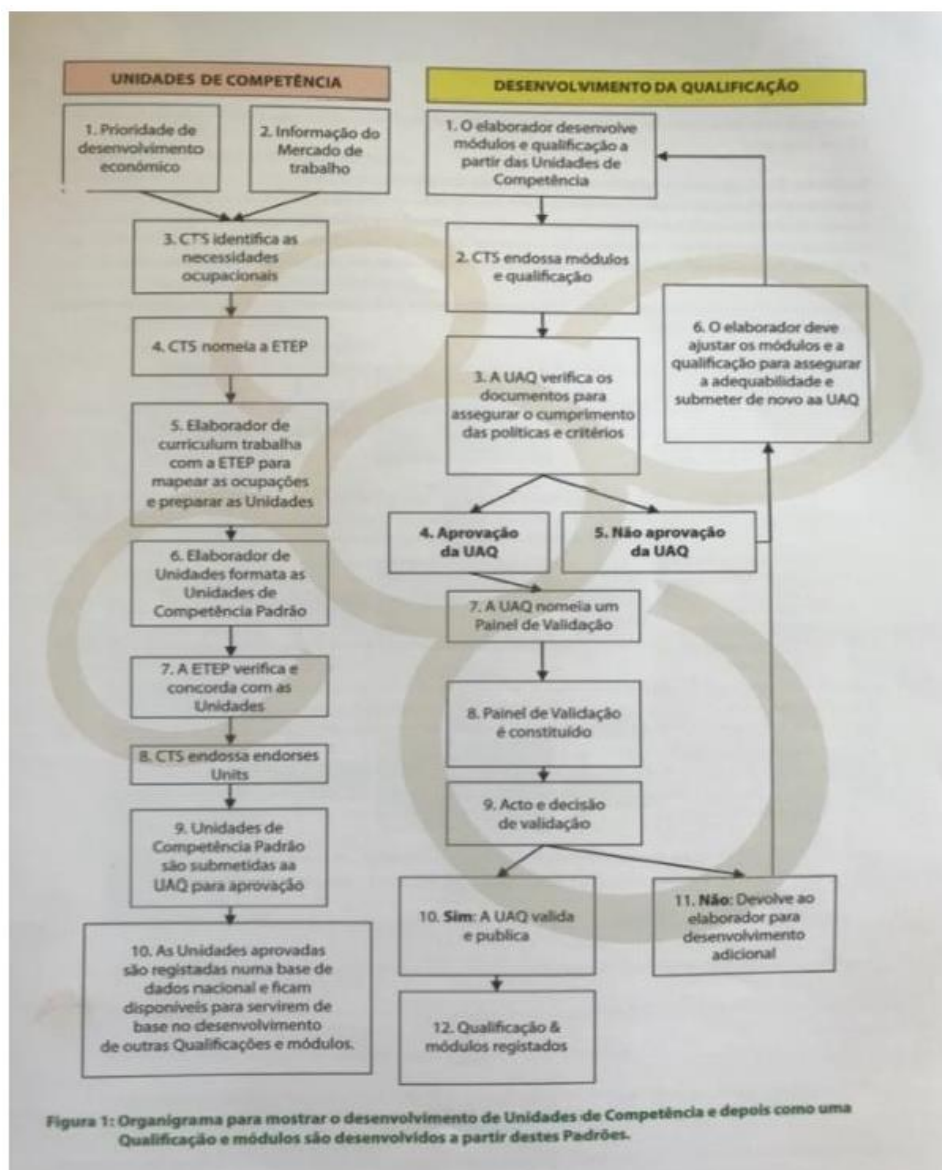 UNIDADES DE COMPETÊNCIA
1. Prioridade de
desenvolvimento
económico
2. Informação do
Mercado de
trabalho
3. CTS identifica as
necessidades
ocupacionais
4. CTS nomeia a ETEP
5. Elaborador de
curriculum trabalha
com a ETEP para
mapear as ocupações
e preparar as Unidades
6. Elaborador de
Unidades formata as
Unidades de
Competência Padrão
7. A ETEP verifica e
concorda com as
Unidades
8. CTS endossa endorses
Units
9. Unidades de
Competência Padrão
são submetidas aa
UAQ para aprovação
10. As Unidades aprovadas
são registadas numa base de
dados nacional e ficam
disponíveis para servirem de
base no desenvolvimento
de outras Qualificações e módulos.
DESENVOLVIMENTO DA QUALIFICAÇÃO
1. O elaborador desenvolve
módulos e qualificação a
partir das Unidades de
Competência
2. CTS endossa módulos
e qualificação
3. A UAQ verifica os
documentos para
assegurar o cumprimento
das políticas e critérios
4. Aprovação
da UAQ
5. Não aprovação
da UAQ
6. O elaborador deve
ajustar os módulos e a
qualificação para assegurar
a adequabilidade e
submeter de novo aa UAQ
7. A UAQ nomeia um
Painel de Validação
8. Painel de Validação
é constituído
9. Acto e decisão
de validação
10. Sim: A UAQ valida
e publica
11. Não: Devolve ao
elaborador para
desenvolvimento
adicional
12. Qualificação &
módulos registados
Figura 1: Organigrama para mostrar o desenvolvimento de Unidades de Competência e depois como uma
Qualificação e módulos são desenvolvidos a partir destes Padrões.